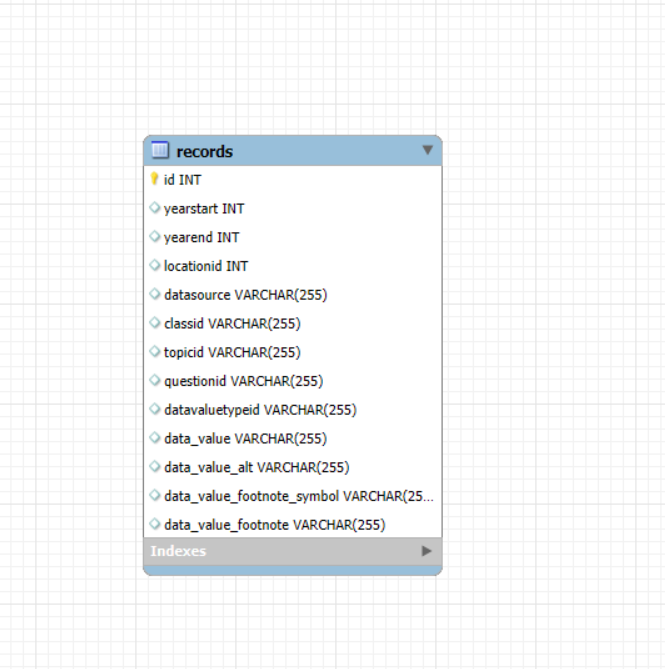 records
id INT
yearstart INT
yearend INT
locationid INT
datasource VARCHAR(255)
classid VARCHAR(255)
topicid VARCHAR(255)
questionid VARCHAR(255)
datavaluetypeid VARCHAR(255)
data_value VARCHAR(255)
data_value_alt VARCHAR(255)
data_value_footnote_symbol VARCHAR(25...
data_value_footnote VARCHAR(255)
Indexes